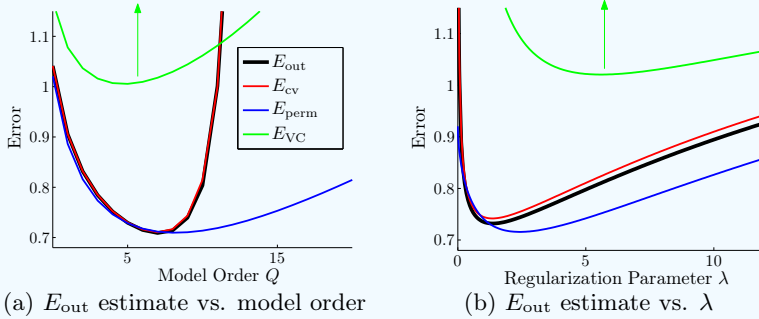 1.1
1
0.9
0.8
0.7
Error
E_out
E_cv
E_perm
E_VC
5
15
Model Order Q
(a) E_out estimate vs. model order
1.1
1
0.9
0.8
0.7
Error
0
5
10
Regularization Parameter λ
(b) E_out estimate vs. λ